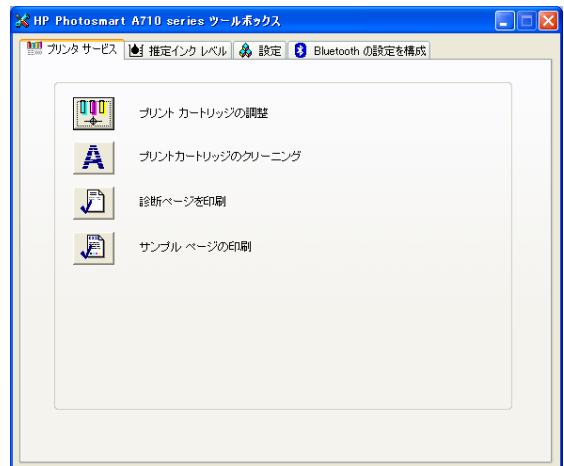 HP Photosmart A710 series ツールボックス
プリンタ サービス 推定インク レベル 設定 Bluetooth の設定を構成
プリント カートリッジの調整
プリントカートリッジのクリーニング
診断ページを印刷
サンプル ページの印刷